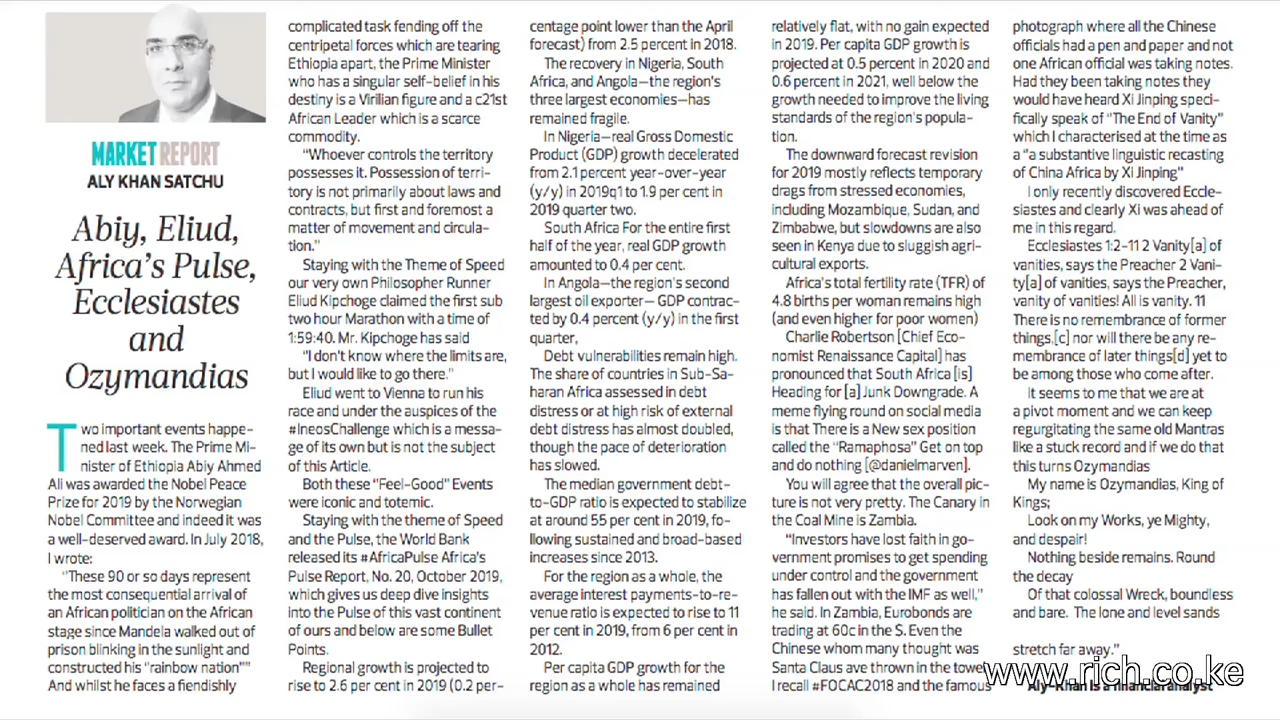 MARKET REPORT
ALY KHAN SATCHU
Abiy, Eliud,
Africa's Pulse,
Ecclesiastes
and
Ozymandias
Two important events happe-
ned last week. The Prime Mi-
nister of Ethiopia Abiy Ahmed
Ali was awarded the Nobel Peace
Prize for 2019 by the Norwegian
Nobel Committee and indeed it was
a well-deserved award. In July 2018,
I wrote:
"These 90 or so days represent
the most consequential arrival of
an African politician on the African
stage since Mandela walked out of
prison blinking in the sunlight and
constructed his "rainbow nation""
And whilst he faces a fiendishly
complicated task fending off the
centripetal forces which are tearing
Ethiopia apart, the Prime Minister
who has a singular self-belief in his
destiny is a Virilian figure and a c21st
African Leader which is a scarce
commodity.
"Whoever controls the territory
possesses it. Possession of terri-
tory is not primarily about laws and
contracts, but first and foremost a
matter of movement and circula-
tion."
Staying with the Theme of Speed
our very own Philosopher Runner
Eliud Kipchoge claimed the first sub
two hour Marathon with a time of
1:59:40. Mr. Kipchoge has said
"I don't know where the limits are,
but I would like to go there."
Eliud went to Vienna to run his
race and under the auspices of the
#IneosChallenge which is a messa-
ge of its own but is not the subject
of this Article.
Both these "Feel-Good" Events
were iconic and totemic.
Staying with the theme of Speed
and the Pulse, the World Bank
released its #AfricaPulse Africa's
Pulse Report, No. 20, October 2019,
which gives us deep dive insights
into the Pulse of this vast continent
of ours and below are some Bullet
Points.
Regional growth is projected to
rise to 2.6 per cent in 2019 (0.2 per-
centage point lower than the April
forecast) from 2.5 percent in 2018.
The recovery in Nigeria, South
Africa, and Angola—the region's
three largest economies—has
remained fragile.
In Nigeria—real Gross Domestic
Product (GDP) growth decelerated
from 2.1 percent year-over-year
(y/y) in 2019q1 to 1.9 per cent in
2019 quarter two.
South Africa For the entire first
half of the year, real GDP growth
amounted to 0.4 per cent.
In Angola—the region's second
largest oil exporter— GDP contrac-
ted by 0.4 percent (y/y) in the first
quarter,
Debt vulnerabilities remain high.
The share of countries in Sub-Sa-
haran Africa assessed in debt
distress or at high risk of external
debt distress has almost doubled,
though the pace of deterioration
has slowed.
The median government debt-
to-GDP ratio is expected to stabilize
at around 55 per cent in 2019, fo-
llowing sustained and broad-based
increases since 2013.
For the region as a whole, the
average interest payments-to-re-
venue ratio is expected to rise to 11
per cent in 2019, from 6 per cent in
2012.
Per capita GDP growth for the
region as a whole has remained
relatively flat, with no gain expected
in 2019. Per capita GDP growth is
projected at 0.5 percent in 2020 and
0.6 percent in 2021, well below the
growth needed to improve the living
standards of the region's popula-
tion.
The downward forecast revision
for 2019 mostly reflects temporary
drags from stressed economies,
including Mozambique, Sudan, and
Zimbabwe, but slowdowns are also
seen in Kenya due to sluggish agri-
cultural exports.
Africa's total fertility rate (TFR) of
4.8 births per woman remains high
(and even higher for poor women)
Charlie Robertson [Chief Eco-
nomist Renaissance Capital] has
pronounced that South Africa [is]
Heading for [a] Junk Downgrade. A
meme flying round on social media
is that There is a New sex position
called the "Ramaphosa" Get on top
and do nothing [@danielmarven].
You will agree that the overall pic-
ture is not very pretty. The Canary in
the Coal Mine is Zambia.
"Investors have lost faith in go-
vernment promises to get spending
under control and the government
has fallen out with the IMF as well,"
he said. In Zambia, Eurobonds are
trading at 60c in the $. Even the
Chinese whom many thought was
Santa Claus ave thrown in the towel
I recall #FOCAC2018 and the famous
photograph where all the Chinese
officials had a pen and paper and not
one African official was taking notes.
Had they been taking notes they
would have heard Xi Jinping speci-
fically speak of "The End of Vanity"
which I characterised at the time as
a "a substantive linguistic recasting
of China Africa by Xi Jinping"
I only recently discovered Eccle-
siastes and clearly Xi was ahead of
me in this regard.
Ecclesiastes 1:2-11 2 Vanity[a] of
vanities, says the Preacher 2 Vani-
ty[a] of vanities, says the Preacher,
vanity of vanities! All is vanity. 11
There is no remembrance of former
things,[c] nor will there be any re-
membrance of later things[d] yet to
be among those who come after.
It seems to me that we are at
a pivot moment and we can keep
regurgitating the same old Mantras
like a stuck record and if we do that
this turns Ozymandias
My name is Ozymandias, King of
Kings;
Look on my Works, ye Mighty,
and despair!
Nothing beside remains. Round
the decay
Of that colossal Wreck, boundless
and bare. The lone and level sands
stretch far away."
www.rich.co.ke
Aly-Khan is a financial analyst